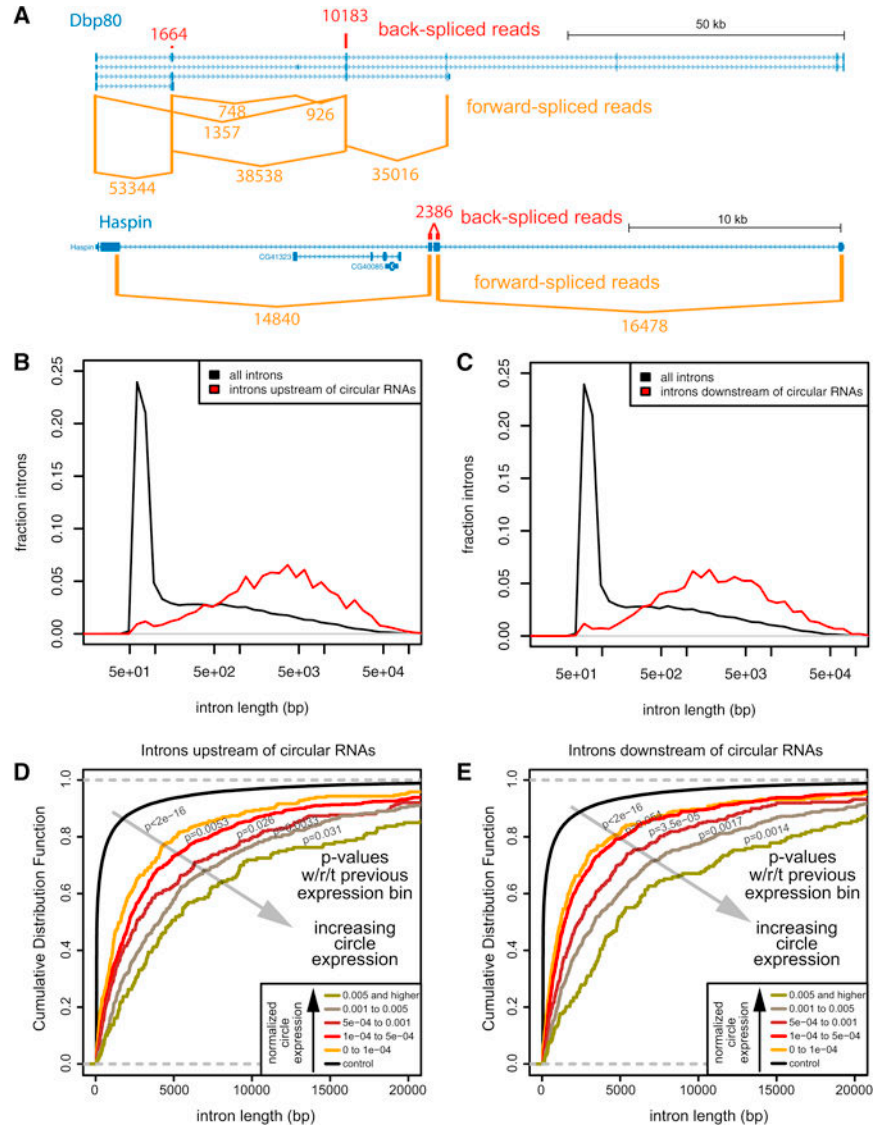 A
Dbp80
1664
10183
back-spliced reads
50 kb
748
926
1357
forward-spliced reads
53344
38538
35016
Haspin
2386
back-spliced reads
10 kb
Haspin
CG41323
CG40085
forward-spliced reads
14840
16478
B
all introns
introns upstream of circular RNAs
fraction introns
0.25
0.20
0.15
0.10
0.05
0.00
5e+01
5e+02
5e+03
5e+04
intron length (bp)
C
all introns
introns downstream of circular RNAs
fraction introns
0.25
0.20
0.15
0.10
0.05
0.00
5e+01
5e+02
5e+03
5e+04
intron length (bp)
D
Introns upstream of circular RNAs
Cumulative Distribution Function
1.0
0.8
0.6
0.4
0.2
0.0
p<2e-16
p=0.0053
p=0.026
p=0.031
p-values
w/r/t previous
expression bin
increasing
circle
expression
normalized
circle
expression
0.005 and higher
0.001 to 0.005
5e-04 to 0.001
1e-04 to 5e-04
0 to 1e-04
control
0
5000
10000
15000
20000
intron length (bp)
E
Introns downstream of circular RNAs
Cumulative Distribution Function
1.0
0.8
0.6
0.4
0.2
0.0
p<2e-16
p=3.5e-05
p=0.0017
p=0.0014
p-values
w/r/t previous
expression bin
increasing
circle
expression
normalized
circle
expression
0.005 and higher
0.001 to 0.005
5e-04 to 0.001
1e-04 to 5e-04
0 to 1e-04
control
0
5000
10000
15000
20000
intron length (bp)